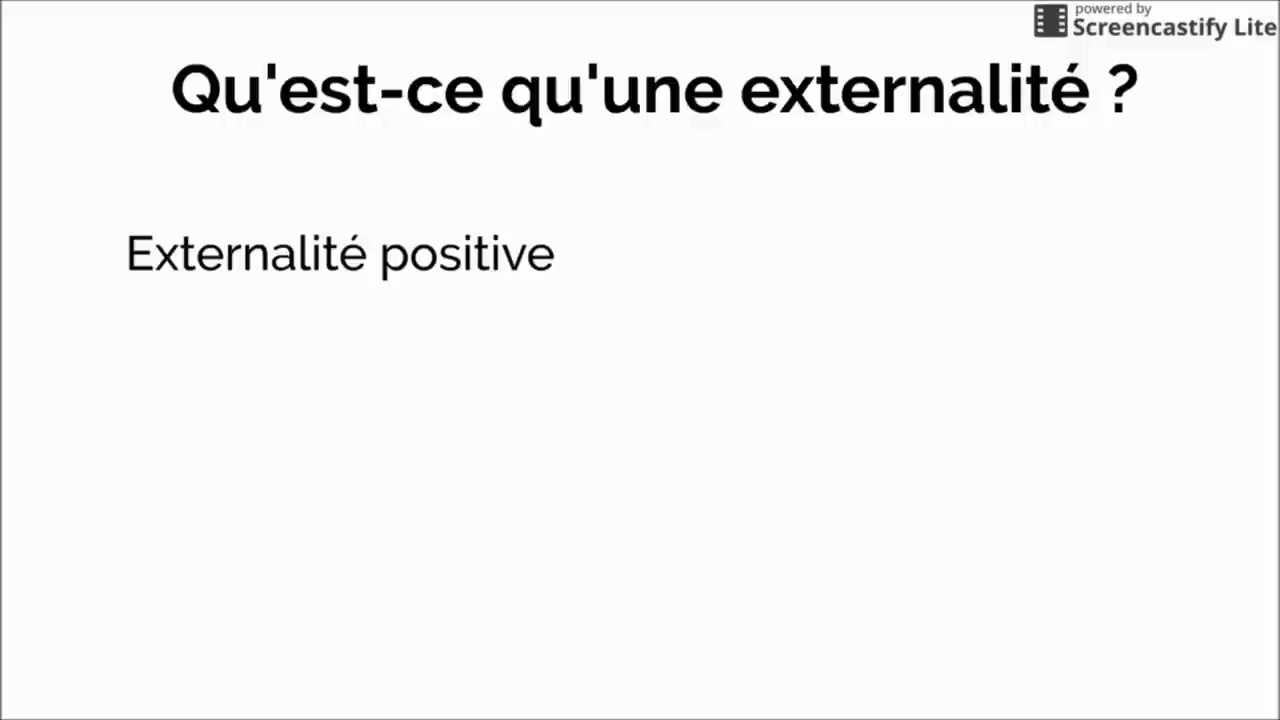 powered by
Screencastify Lite
Qu'est-ce qu'une externalité ?
Externalité positive